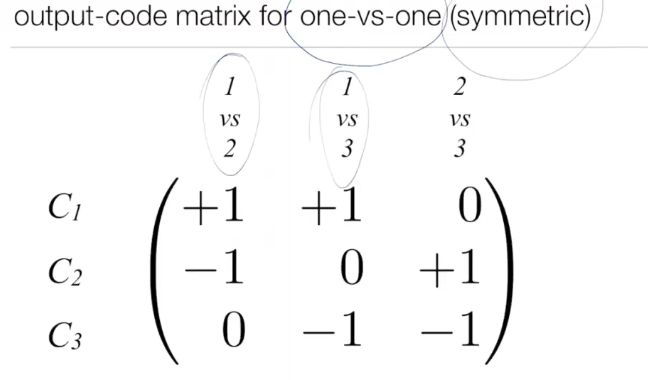 output-code matrix for one-vs-one (symmetric)
1 1 2
vs vs vs
2 3 3
C1 +1 +1 0
C2 −1 0 +1
C3 0 −1 −1